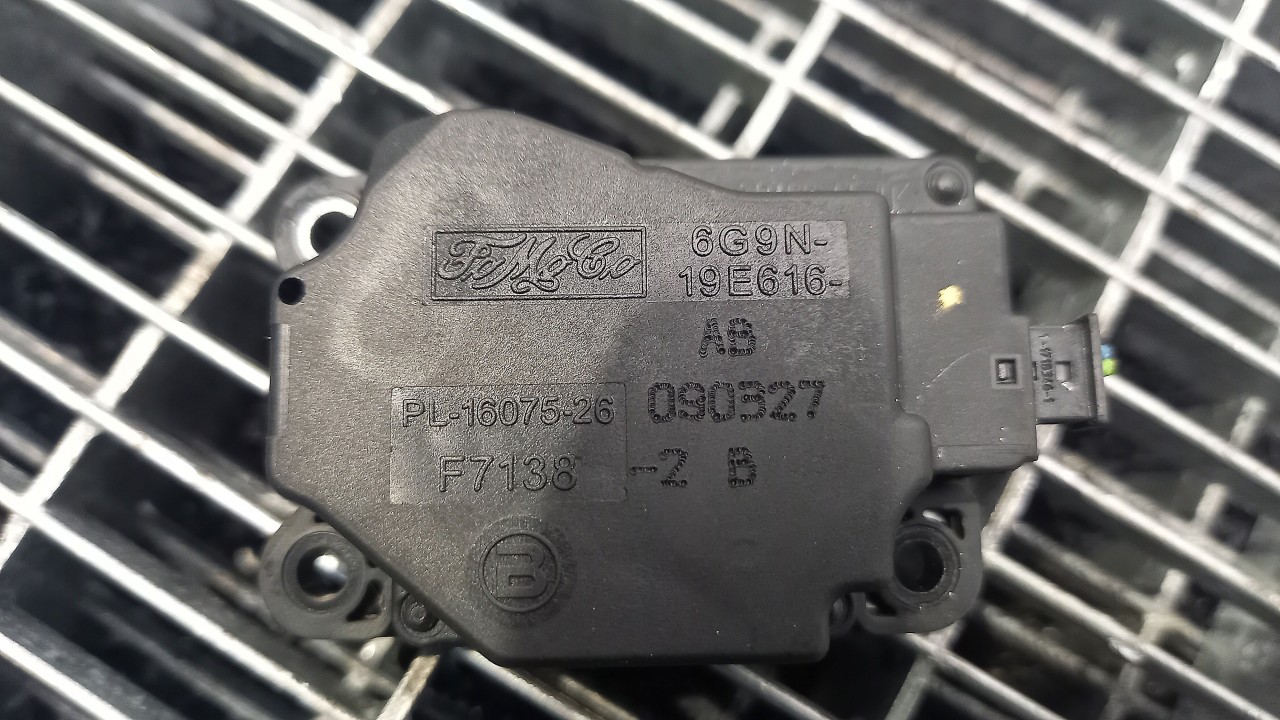 FoMoCo
6G9N-
19E616-
AB
PL-16075-26
090327
F7138
-2 B
B